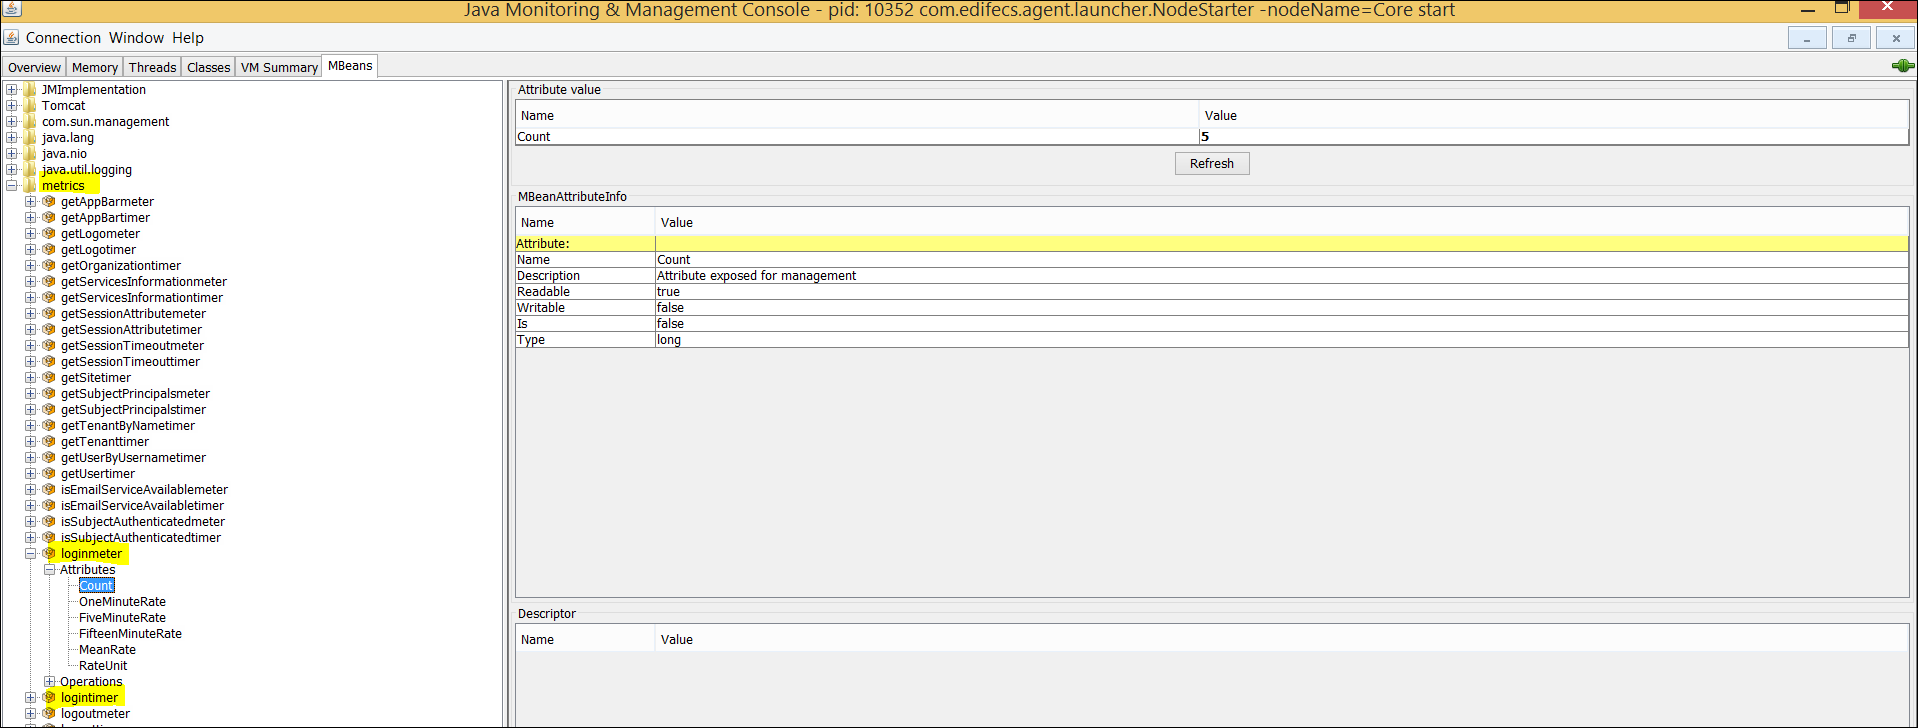 Java Monitoring & Management Console - pid: 10352 com.edifecs.agent.launcher.NodeStarter -nodeName=Core start
Connection Window Help
Overview Memory Threads Classes VM Summary MBeans
JMImplementation
Tomcat
com.sun.management
java.lang
java.nio
java.util.logging
metrics
getAppBarmeter
getAppBartimer
getLogometer
getLogotimer
getOrganizationtimer
getServicesInformationmeter
getServicesInformationtimer
getSessionAttributemeter
getSessionAttributetimer
getSessionTimeoutmeter
getSessionTimeouttimer
getSitetimer
getSubjectPrincipalsmeter
getSubjectPrincipalstimer
getTenantByNametimer
getTenanttimer
getUserByUsernametimer
getUsertimer
isEmailServiceAvailablemeter
isEmailServiceAvailabletimer
isSubjectAuthenticatedmeter
isSubjectAuthenticatedtimer
loginmeter
Attributes
Count
OneMinuteRate
FiveMinuteRate
FifteenMinuteRate
MeanRate
RateUnit
Operations
logintimer
logoutmeter
Attribute value
Name Value
Count 5
Refresh
MBeanAttributeInfo
Name Value
Attribute:
Name Count
Description Attribute exposed for management
Readable true
Writable false
Is false
Type long
Descriptor
Name Value